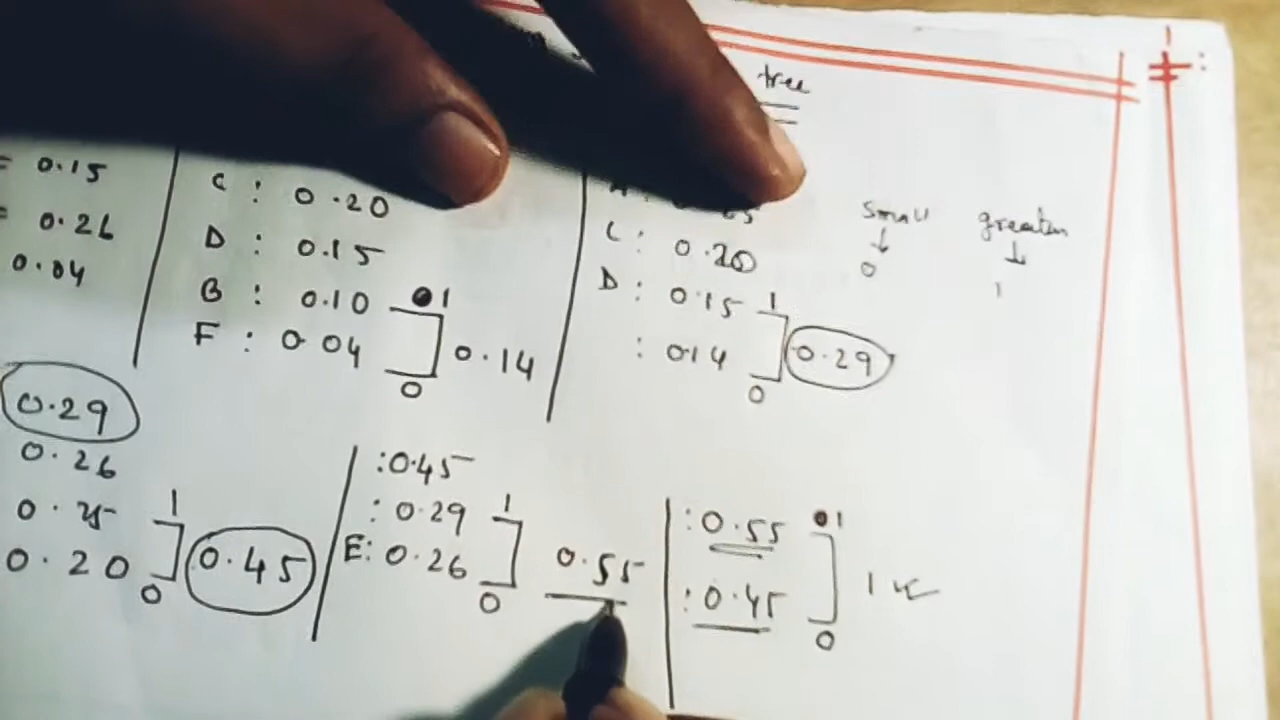 tree
= 0.15
= 0.26
0.04
C : 0.20
D : 0.15
B : 0.10 1
F : 0.04 0.14
0
C : 0.20
D : 0.15 1
: 0.14 0.29
0
small greater
↓ ↓
0 1
0.29
0.26
0.25 1
0.20 0.45
0
: 0.45
: 0.29 1
E: 0.26 0.55
0
: 0.55 1
: 0.45 1
0